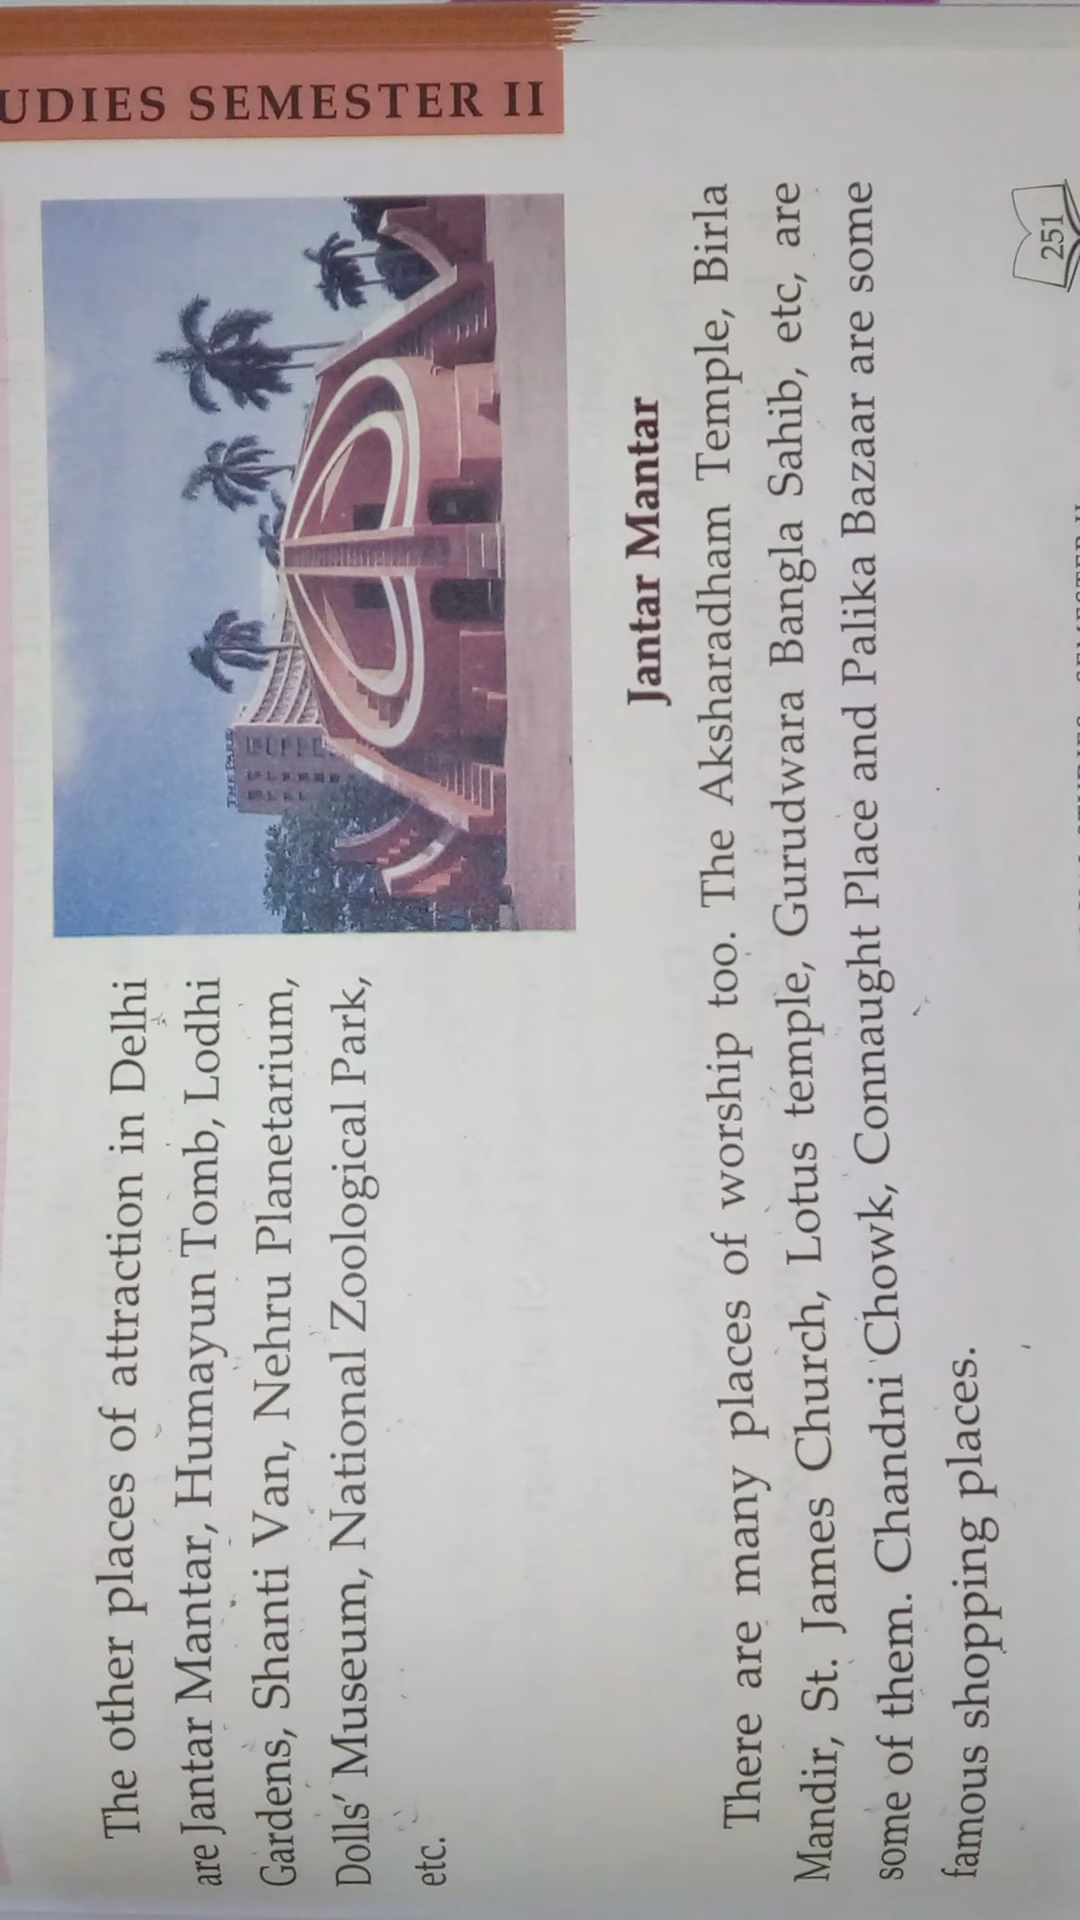 UDIES SEMESTER II
The other places of attraction in Delhi
are Jantar Mantar, Humayun Tomb, Lodhi
Gardens, Shanti Van, Nehru Planetarium,
Dolls' Museum, National Zoological Park,
etc.
THE PARK
Jantar Mantar
There are many places of worship too. The Aksharadham Temple, Birla
Mandir, St. James Church, Lotus temple, Gurudwara Bangla Sahib, etc, are
some of them. Chandni Chowk, Connaught Place and Palika Bazaar are some
famous shopping places.
251